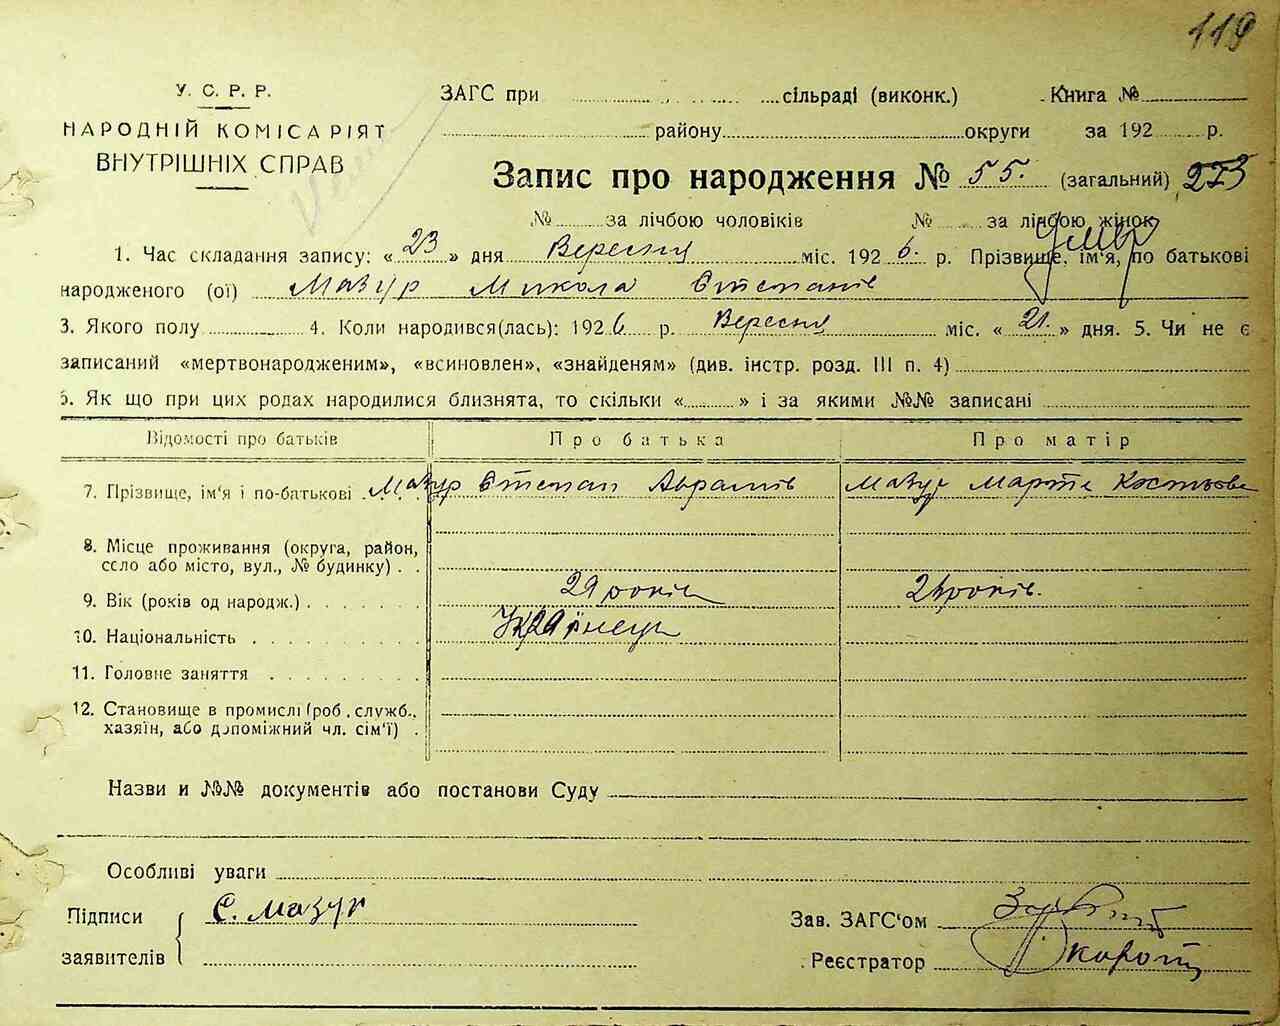 119
У. С. Р. Р.
НАРОДНІЙ КОМІСАРІЯТ
ВНУТРІШНІХ СПРАВ
ЗАГС при сільраді (виконк.) Книга №
району округи за 192 р.
Запис про народження № 55. (загальний) 273
№ за лічбою чоловіків № за лічбою жінок
умер
1. Час складання запису: «23» дня Вересня міс. 1926. р. Прізвище, ім'я, по батькові
народженого (ої) Мазур Микола Степанів
3. Якого полу 4. Коли народився(лась): 1926 р. Вересня міс. «21.» дня. 5. Чи не є
записаний «мертвонародженим», «всиновлен», «знайденям» (див. інстр. розд. III п. 4)
6. Як що при цих родах народилися близнята, то скільки « » і за якими №№ записані
Відомості про батьків Про батька Про матір
7. Прізвище, ім'я і по-батькові Мазур Степан Аврамів Мазур Марта Костьова
8. Місце проживання (округа, район,
село або місто, вул., № будинку)
9. Вік (років од народж.) 29 років років.
10. Національність Українець
11. Головне заняття
12. Становище в промислі (роб., служб.,
хазяїн, або допоміжний чл. сім'ї)
Назви и №№ документів або постанови Суду
Особливі уваги
Підписи С. Мазур Зав. ЗАГС'ом
заявителів Реєстратор